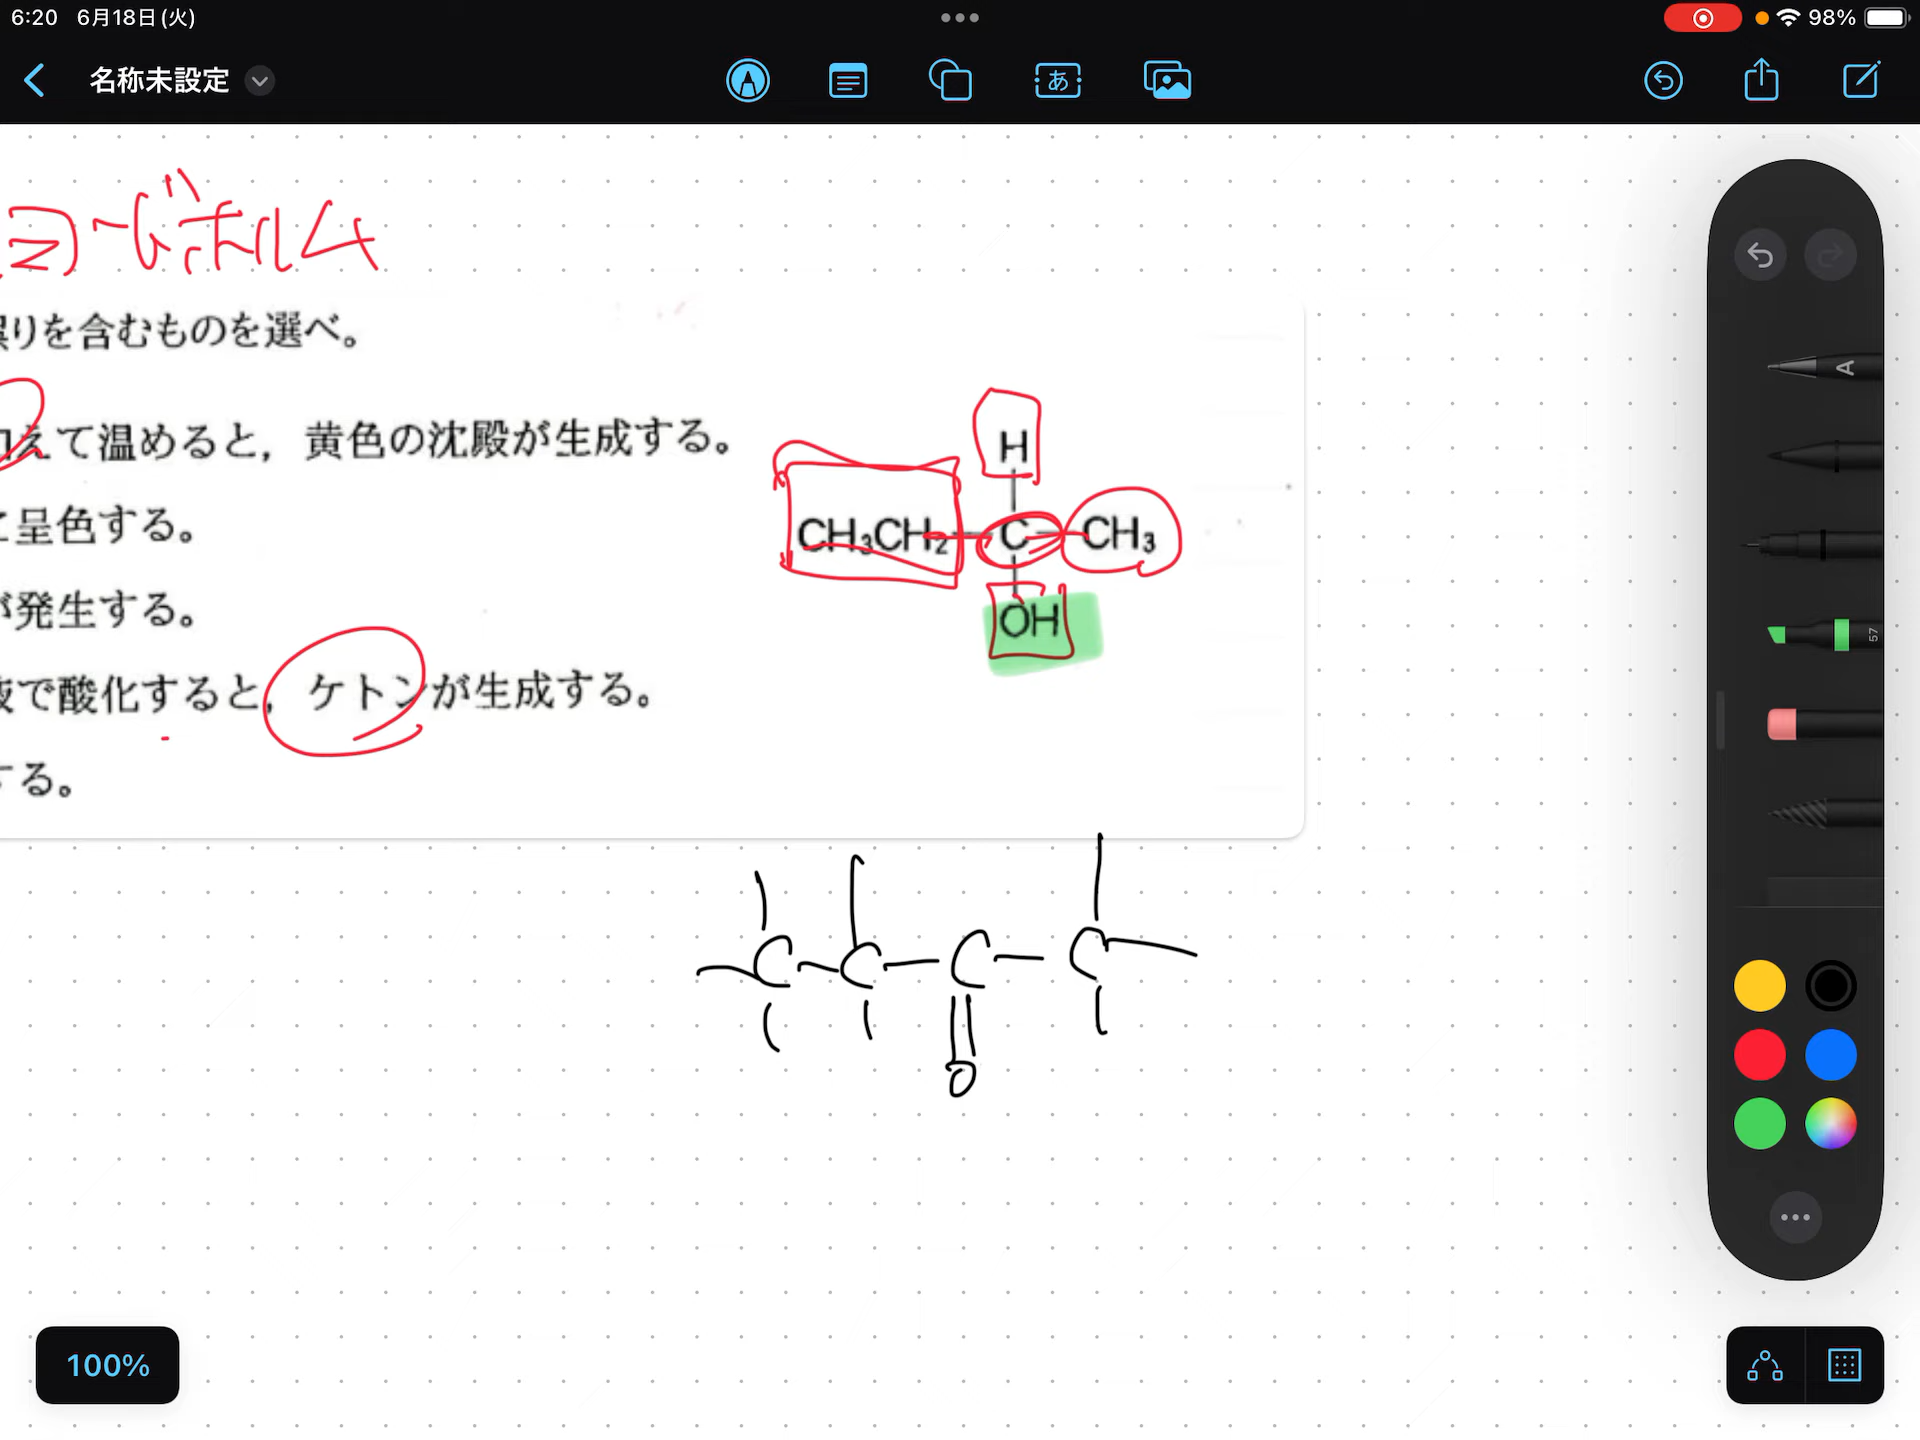 6:20 6月18日(火)
98%
名称未設定
あ
ヨードホルム
りを含むものを選べ。
えて温めると，黄色の沈殿が生成する。
H
CH₃CH₂—C—CH₃
OH
呈色する。
が発生する。
で酸化すると，ケトンが生成する。
する。
C—C—C—C
O
A
57
100%